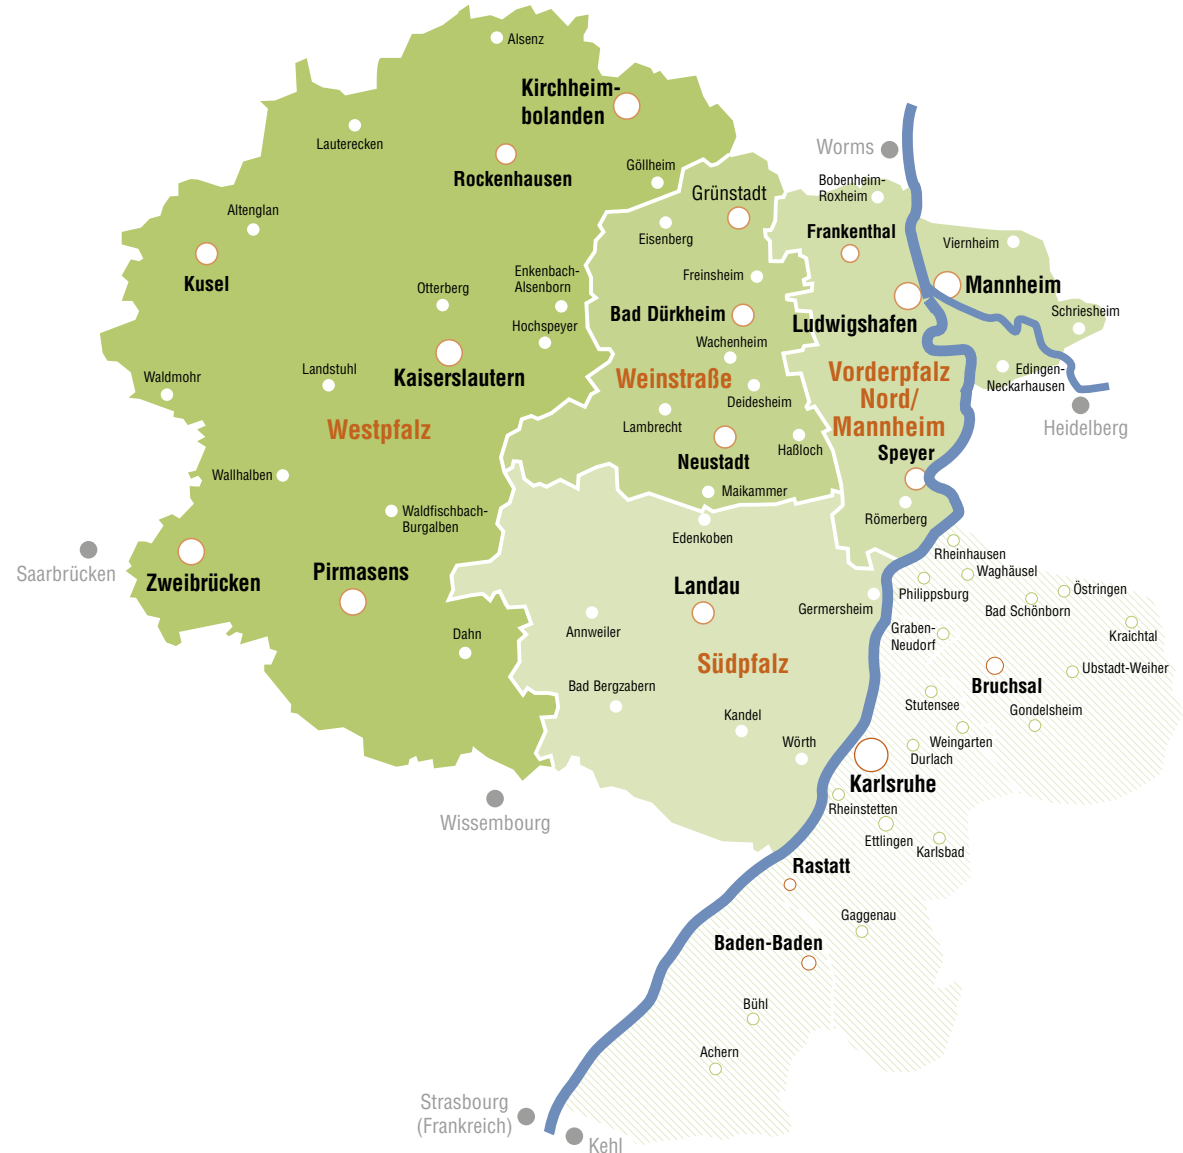 Alsenz
Kirchheim-
bolanden
Lauterecken
Rockenhausen
Göllheim
Worms
Bobenheim-
Roxheim
Grünstadt
Altenglan
Eisenberg
Frankenthal
Viernheim
Kusel
Freinsheim
Enkenbach-
Alsenborn
Otterberg
Mannheim
Bad Dürkheim
Ludwigshafen
Schriesheim
Hochspeyer
Wachenheim
Kaiserslautern
Landstuhl
Waldmohr
Weinstraße
Vorderpfalz
Nord/
Mannheim
Edingen-
Neckarhausen
Deidesheim
Heidelberg
Westpfalz
Lambrecht
Haßloch
Neustadt
Speyer
Wallhalben
Maikammer
Waldfischbach-
Burgalben
Römerberg
Edenkoben
Saarbrücken
Zweibrücken
Pirmasens
Landau
Rheinhausen
Waghäusel
Philippsburg
Östringen
Bad Schönborn
Germersheim
Graben-
Neudorf
Kraichtal
Annweiler
Dahn
Südpfalz
Ubstadt-Weiher
Bruchsal
Bad Bergzabern
Stutensee
Gondelsheim
Kandel
Wörth
Weingarten
Durlach
Karlsruhe
Wissembourg
Rheinstetten
Ettlingen
Karlsbad
Rastatt
Gaggenau
Baden-Baden
Bühl
Achern
Strasbourg
(Frankreich)
Kehl